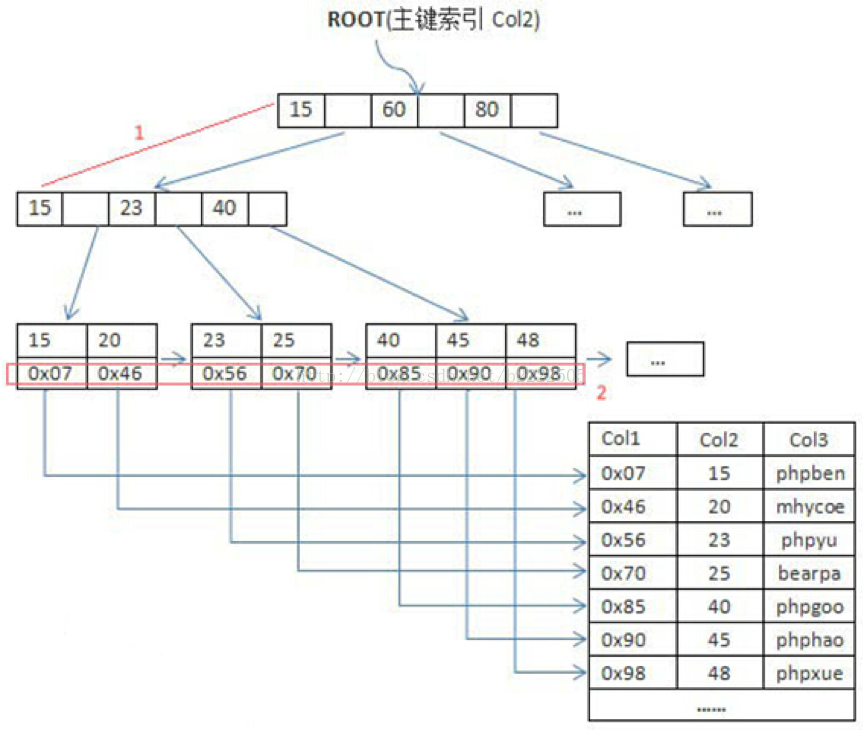 ROOT(主键索引 Col2)
15 60 80
1
15 23 40
... ...
15 20 23 25 40 45 48
0x07 0x46 0x56 0x70 0x85 0x90 0x98
...
2
Col1 Col2 Col3
0x07 15 phpben
0x46 20 mhycoe
0x56 23 phpyu
0x70 25 bearpa
0x85 40 phpgoo
0x90 45 phphao
0x98 48 phpxue
......